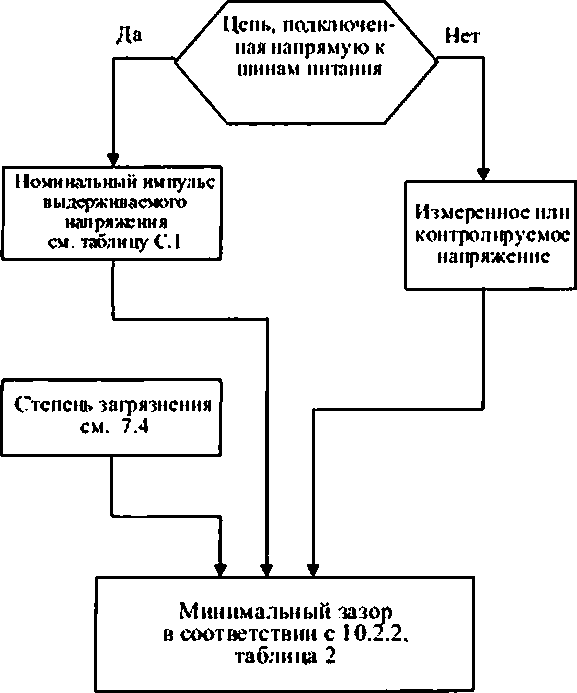 Цепь, подключен-
ная напрямую к
шинам питания
Да
Нет
Номинальный импульс
выдерживаемого
напряжения
см. таблицу С.1
Измеренное или
контролируемое
напряжение
Степень загрязнения
см. 7.4
Минимальный зазор
в соответствии с 10.2.2,
таблица 2